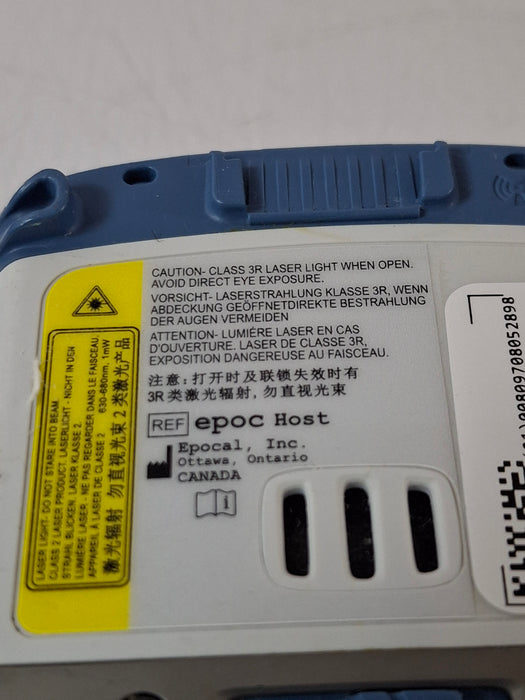 CAUTION- CLASS 3R LASER LIGHT WHEN OPEN.
AVOID DIRECT EYE EXPOSURE.
VORSICHT- LASERSTRAHLUNG KLASSE 3R, WENN
ABDECKUNG GEÖFFNETDIREKTE BESTRAHLUNG
DER AUGEN VERMEIDEN
ATTENTION- LUMIÉRE LASER EN CAS
D'OUVERTURE. LASER DE CLASSE 3R,
EXPOSITION DANGEREUSE AU FAISCEAU.
注意: 打开时及联锁失效时有
3R 类激光辐射, 勿直视光束
REF epoc Host
Epocal, Inc.
Ottawa, Ontario
CANADA
LASER LIGHT- DO NOT STARE INTO BEAM
CLASS 2 LASER PRODUCT. LASERLICHT - NICHT IN DEN
STRAHL BLICKEN. LASER KLASSE 2.
LUMIÉRE LASER - NE PAS REGARDER DANS LE FAISCEAU.
APPAREIL À LASER DE CLASSE 2 630-680nm, 1mW
激光辐射 勿直视光束 2 类激光产品
)00809708052898